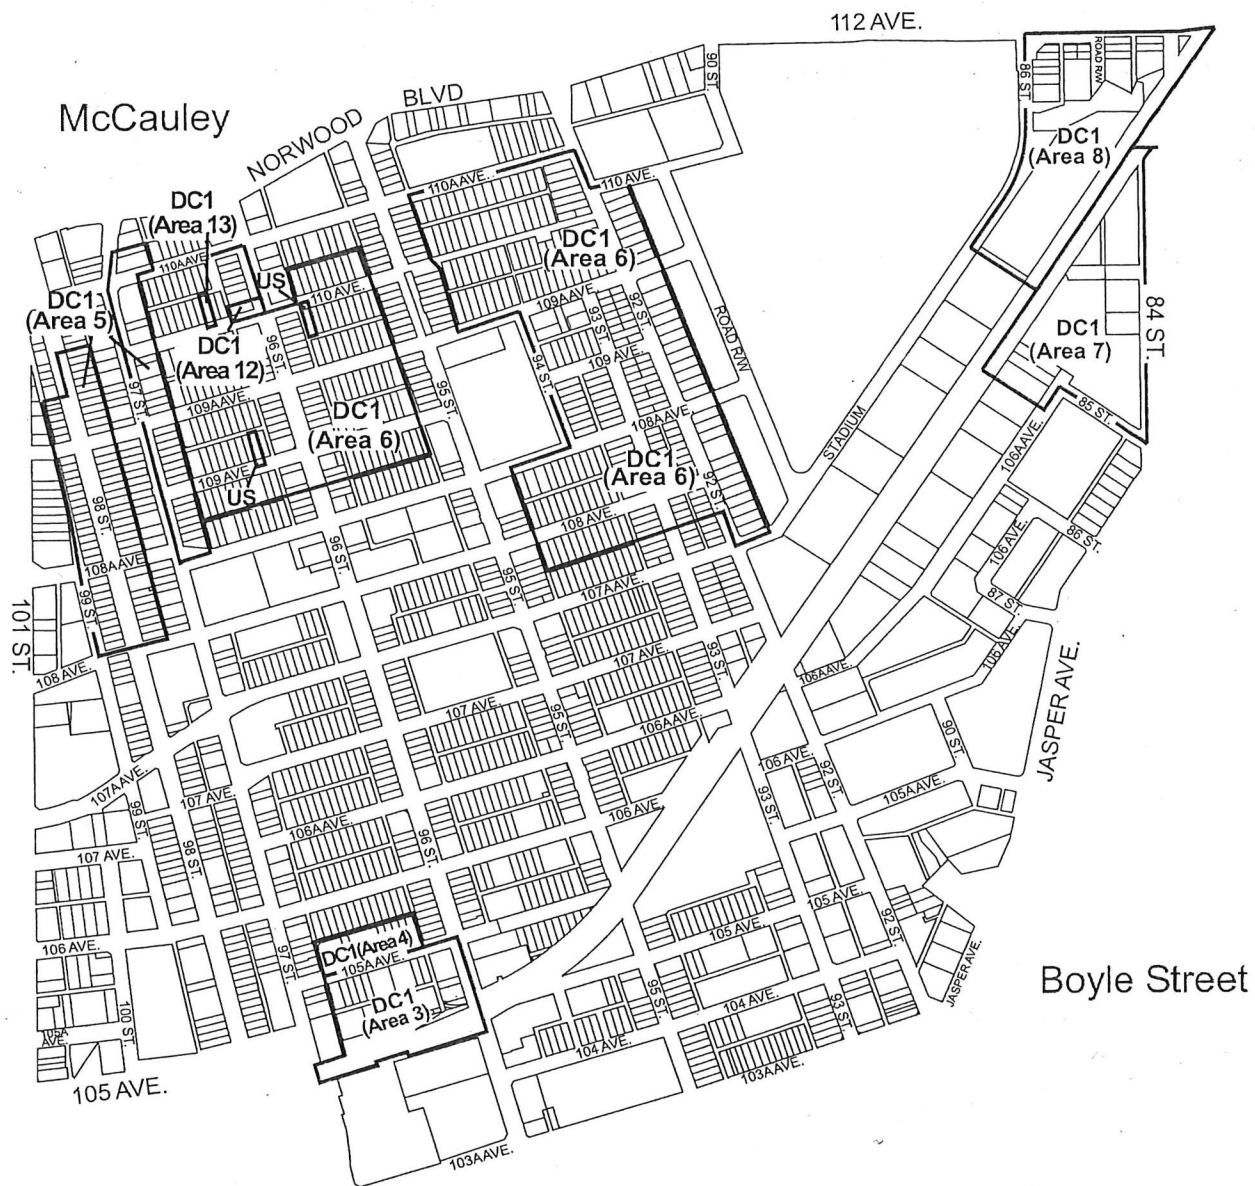 112 AVE.
McCauley
NORWOOD
BLVD
90 ST.
86 ST.
ROAD R/W
DC1
(Area 8)
DC1
(Area 13)
110A AVE.
110A AVE.
110 AVE.
US
110 AVE.
DC1
(Area 6)
DC1
(Area 5)
DC1
(Area 12)
96 ST.
109A AVE.
93 ST.
92 ST.
ROAD R/W
84 ST.
DC1
(Area 7)
97 ST.
109A AVE.
95 ST.
94 ST.
109 AVE.
85 ST.
DC1
(Area 6)
108A AVE.
STADIUM
106A AVE.
109 AVE.
US
DC1
(Area 6)
92 ST.
98 ST.
108 AVE.
106 AVE.
86 ST.
96 ST.
108A AVE.
95 ST.
107A AVE.
87 ST.
99 ST.
101 ST.
108 AVE.
107 AVE.
93 ST.
106A AVE.
106 AVE.
JASPER AVE.
107 AVE.
95 ST.
106A AVE.
90 ST.
107A AVE.
107 AVE.
106 AVE.
92 ST.
105A AVE.
99 ST.
98 ST.
106A AVE.
96 ST.
106 AVE.
93 ST.
107 AVE.
105 AVE.
92 ST.
106 AVE.
97 ST.
DC1 (Area 4)
105A AVE.
105 AVE.
JASPER AVE.
Boyle Street
DC1
(Area 3)
95 ST.
104 AVE.
93 ST.
105A
AVE.
100 ST.
104 AVE.
103A AVE.
105 AVE.
103A AVE.